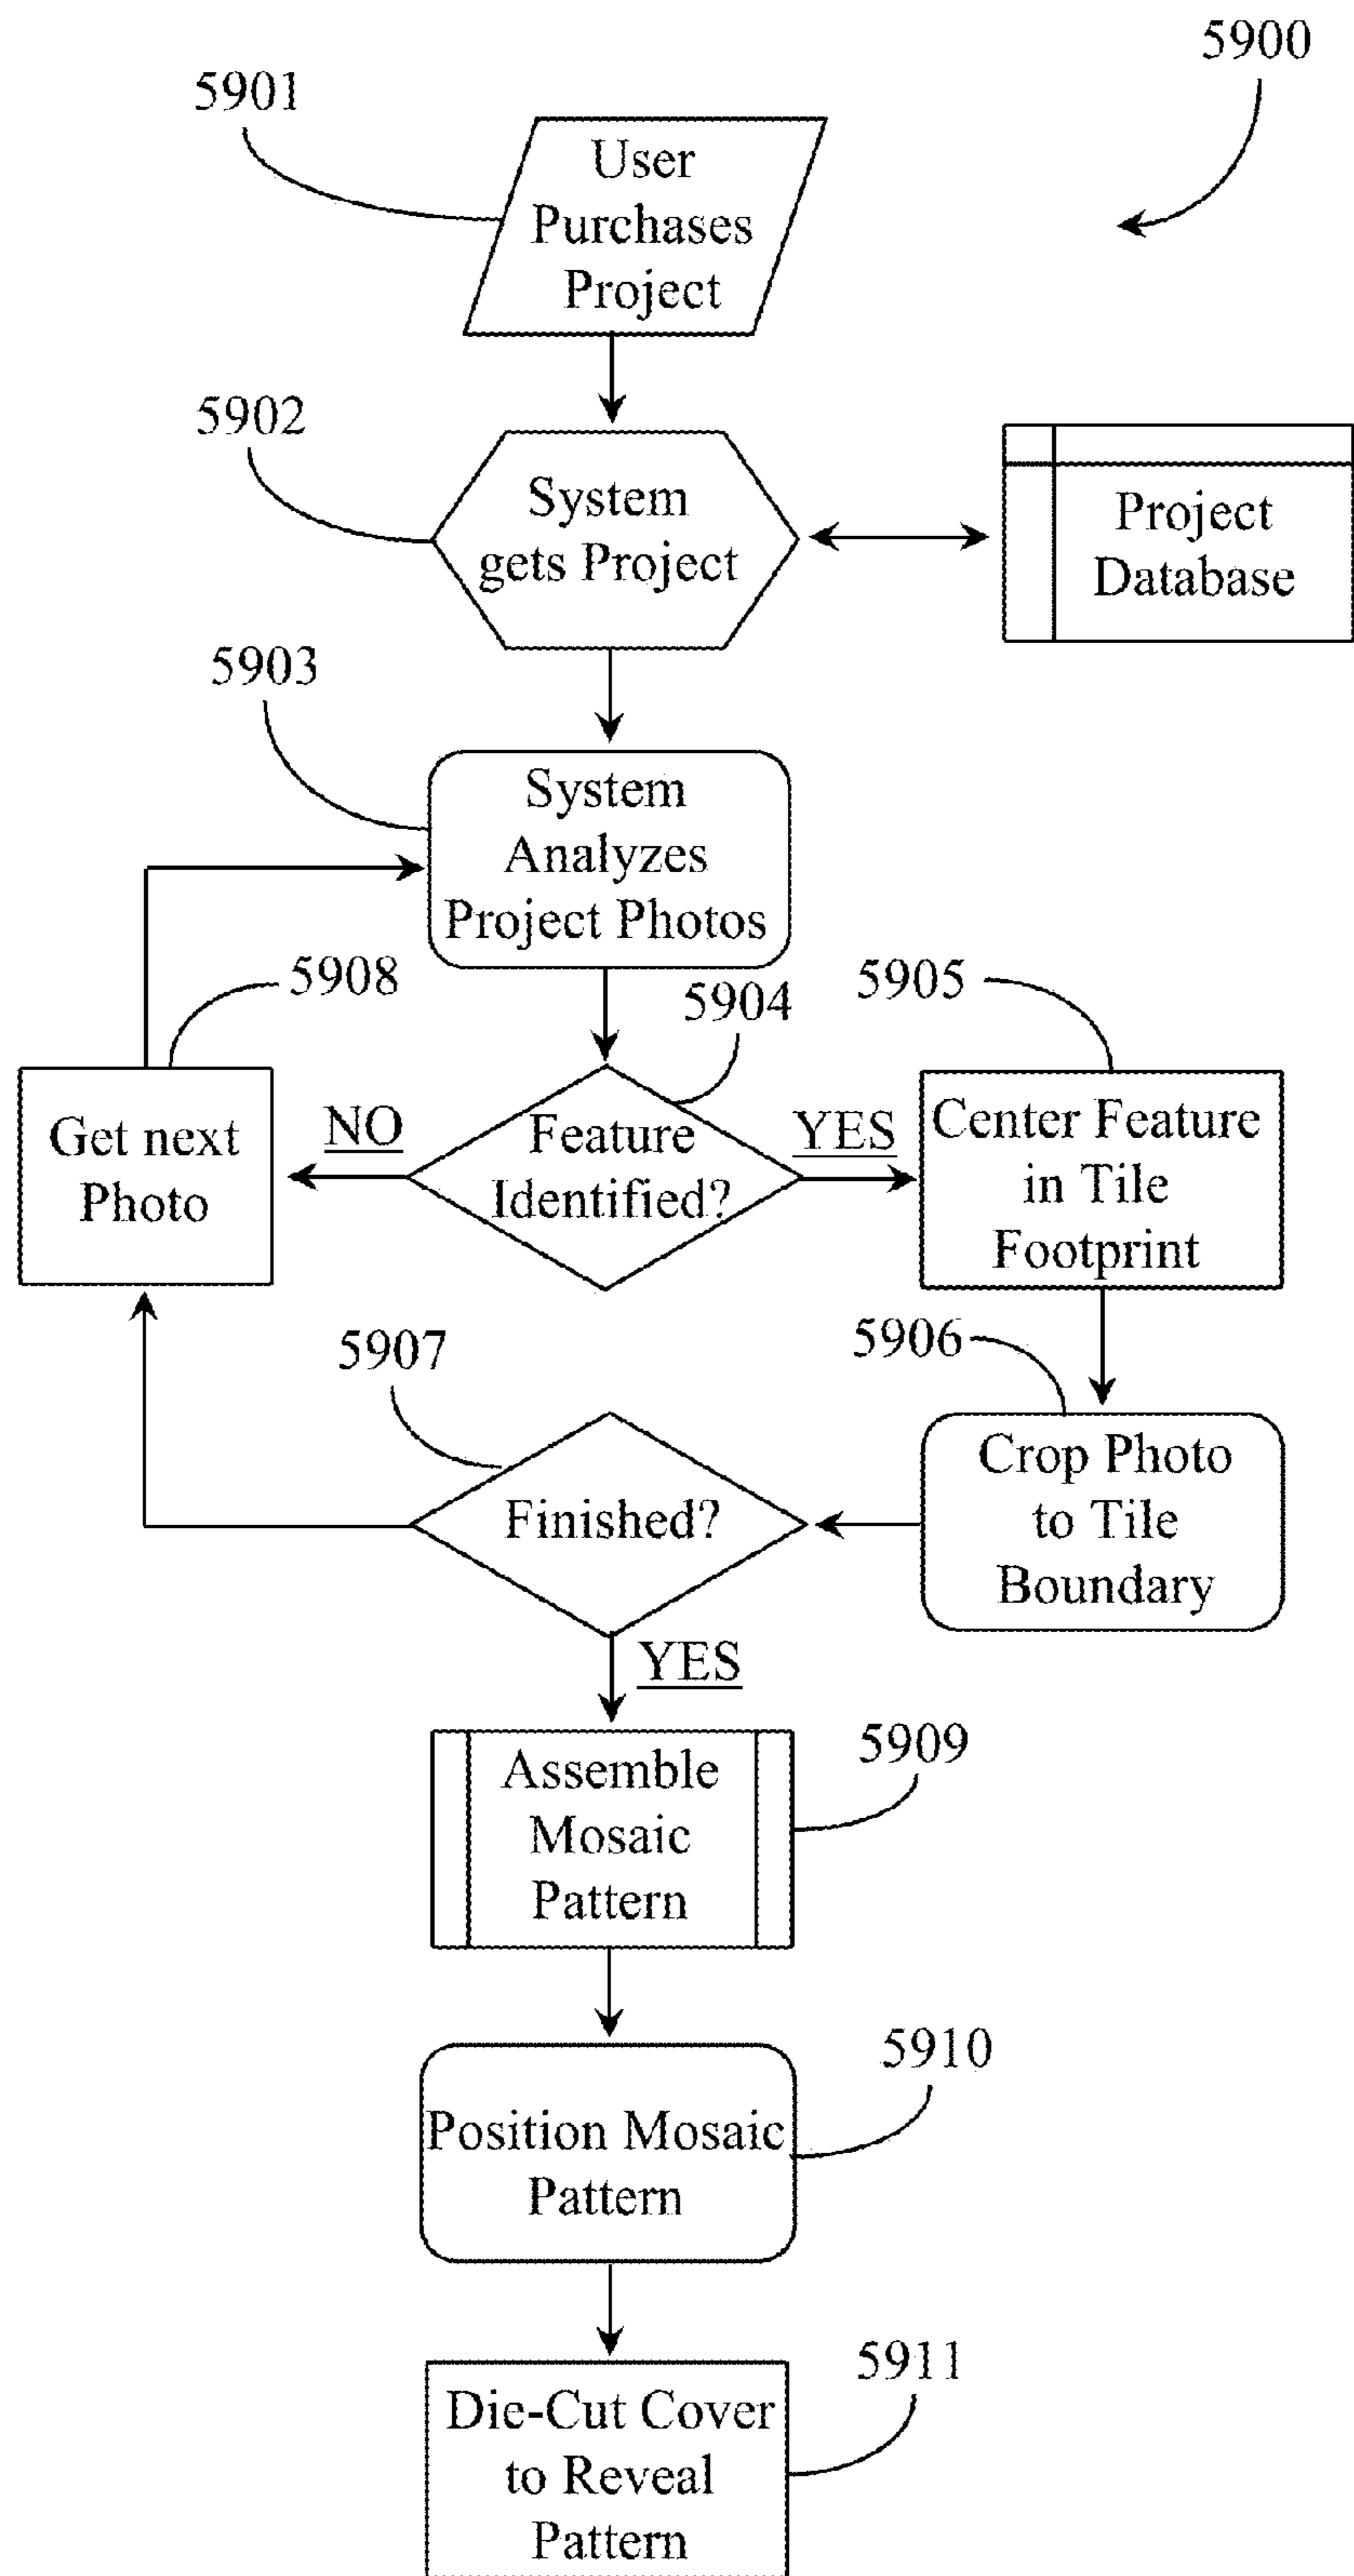 5900
5901
User
Purchases
Project
5902
System
gets Project
Project
Database
5903
System
Analyzes
Project Photos
5908
5904
5905
Get next
Photo
NO
Feature
Identified?
YES
Center Feature
in Tile
Footprint
5907
5906
Finished?
Crop Photo
to Tile
Boundary
YES
Assemble
Mosaic
Pattern
5909
Position Mosaic
Pattern
5910
Die-Cut Cover
to Reveal
Pattern
5911